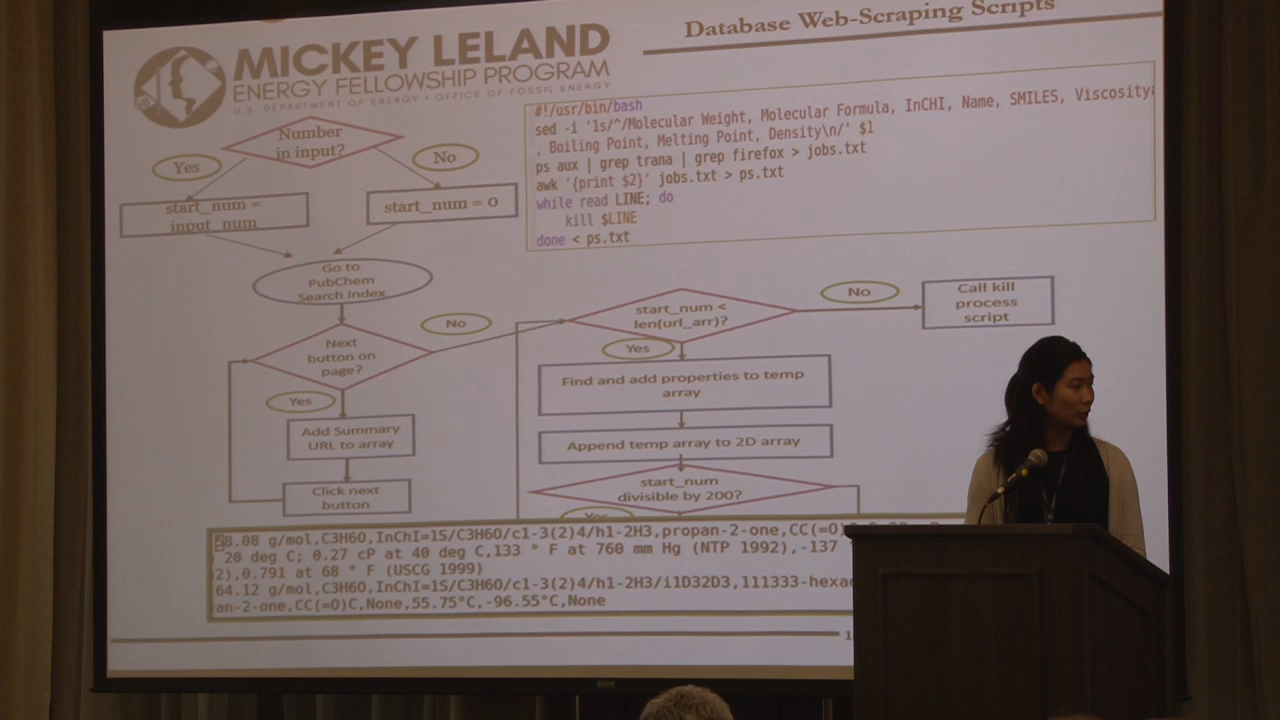 MICKEY LELAND
ENERGY FELLOWSHIP PROGRAM
U.S. DEPARTMENT OF ENERGY • OFFICE OF FOSSIL ENERGY
Database Web-Scraping Scripts
#!/usr/bin/bash
sed -i '1s/^/Molecular Weight, Molecular Formula, InCHI, Name, SMILES, Viscosity
, Boiling Point, Melting Point, Density\n/' $1
ps aux | grep trana | grep firefox > jobs.txt
awk '{print $2}' jobs.txt > ps.txt
while read LINE; do
kill $LINE
done < ps.txt
Number
in input?
Yes
No
start_num =
input_num
start_num = 0
Go to
PubChem
Search Index
Next
button on
page?
No
Yes
Add Summary
URL to array
Click next
button
start_num <
len(url_arr)?
No
Call kill
process
script
Yes
Find and add properties to temp
array
Append temp array to 2D array
start_num
divisible by 200?
Yes
58.08 g/mol,C3H6O,InChI=1S/C3H6O/c1-3(2)4/h1-2H3,propan-2-one,CC(=O)
20 deg C; 0.27 cP at 40 deg C,133 ° F at 760 mm Hg (NTP 1992),-137
2),0.791 at 68 ° F (USCG 1999)
64.12 g/mol,C3H6O,InChI=1S/C3H6O/c1-3(2)4/h1-2H3/i1D32D3,111333-hexa
an-2-one,CC(=O)C,None,55.75°C,-96.55°C,None